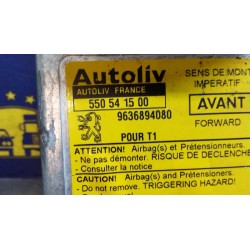 Autoliv
AUTOLIV FRANCE
550 54 15 00
9636894080
POUR T1
SENS DE MONT
IMPERATIF
AVANT
FORWARD
ATTENTION! Airbag(s) et Prétensionneurs.
- Ne pas démonter. RISQUE DE DECLENCHE
- Consulter la notice
CAUTION! Airbag(s) and Pretensioners.
- Do not remove. TRIGGERING HAZARD!